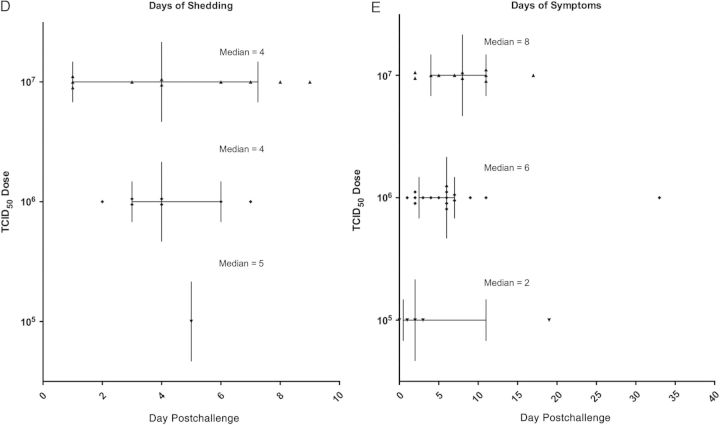 D
Days of Shedding
TCID50 Dose
10^7
10^6
10^5
Median = 4
Median = 4
Median = 5
0
2
4
6
8
10
Day Postchallenge
E
Days of Symptoms
TCID50 Dose
10^7
10^6
10^5
Median = 8
Median = 6
Median = 2
0
5
10
15
20
25
30
35
40
Day Postchallenge